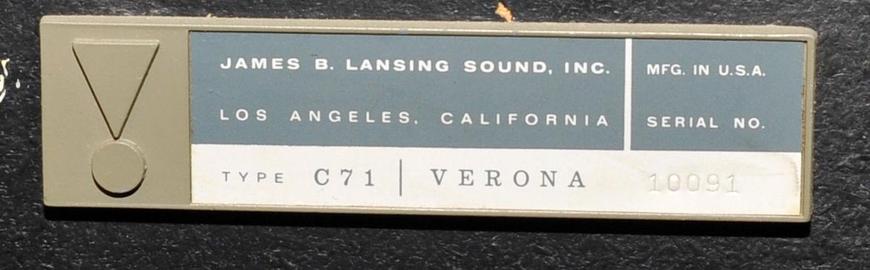 JAMES B. LANSING SOUND, INC.
LOS ANGELES, CALIFORNIA
MFG. IN U.S.A.
SERIAL NO.
TYPE C71 | VERONA
10091